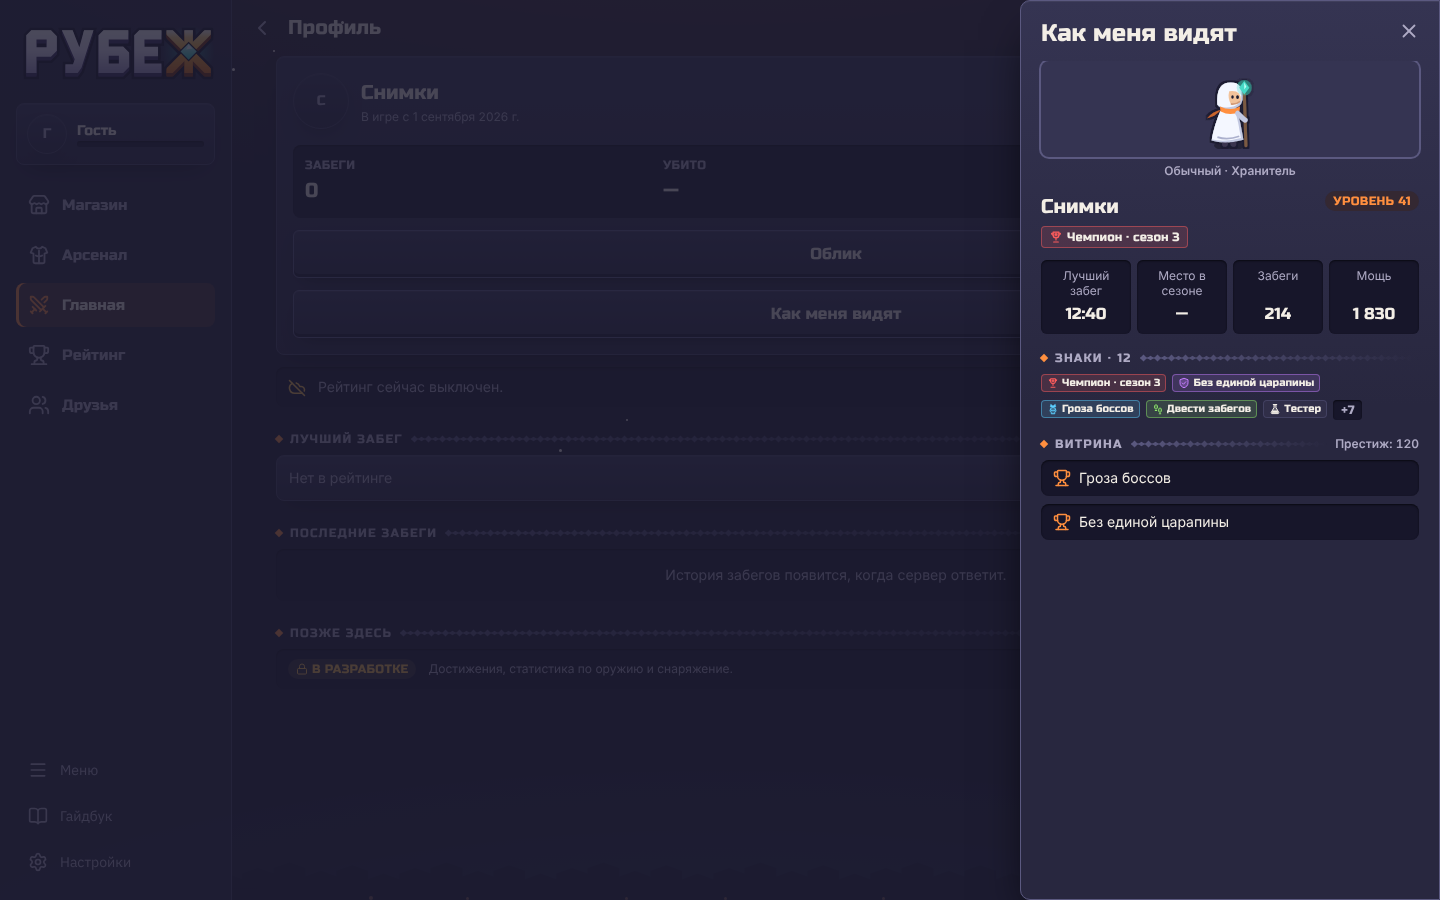 РУБЕЖ
Г
Гость
Магазин
Арсенал
Главная
Рейтинг
Друзья
Меню
Гайдбук
Настройки
Профиль
С
Снимки
В игре с 1 сентября 2026 г.
ЗАБЕГИ
УБИТО
0
—
Облик
Как меня видят
Рейтинг сейчас выключен.
ЛУЧШИЙ ЗАБЕГ
Нет в рейтинге
ПОСЛЕДНИЕ ЗАБЕГИ
История забегов появится, когда сервер ответит.
ПОЗЖЕ ЗДЕСЬ
В РАЗРАБОТКЕ
Достижения, статистика по оружию и снаряжение.
Как меня видят
Обычный · Хранитель
Снимки
УРОВЕНЬ 41
Чемпион · сезон 3
Лучший забег
12:40
Место в сезоне
—
Забеги
214
Мощь
1 830
ЗНАКИ · 12
Чемпион · сезон 3
Без единой царапины
Гроза боссов
Двести забегов
Тестер
+7
ВИТРИНА
Престиж: 120
Гроза боссов
Без единой царапины